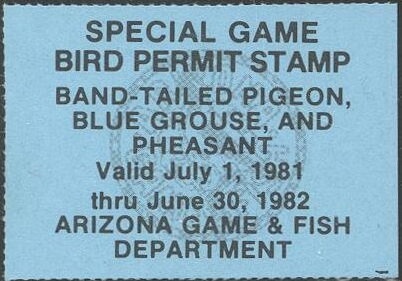 SPECIAL GAME
BIRD PERMIT STAMP
BAND-TAILED PIGEON,
BLUE GROUSE, AND
PHEASANT
Valid July 1, 1981
thru June 30, 1982
ARIZONA GAME & FISH
DEPARTMENT